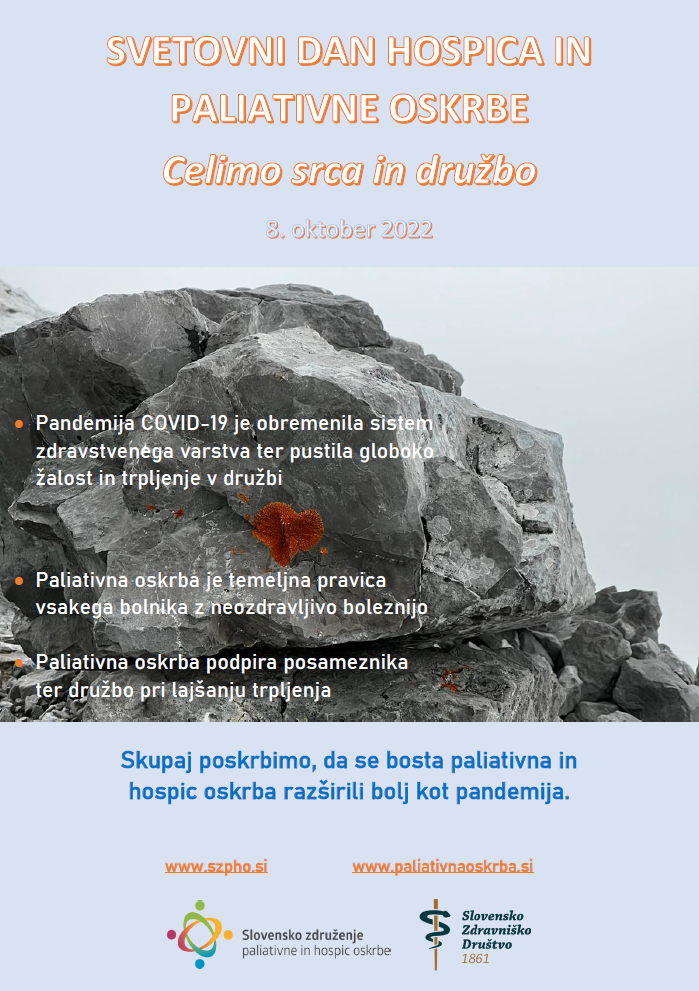 SVETOVNI DAN HOSPICA IN
PALIATIVNE OSKRBE
Celimo srca in družbo
8. oktober 2022
• Pandemija COVID-19 je obremenila sistem
zdravstvenega varstva ter pustila globoko
žalost in trpljenje v družbi
• Paliativna oskrba je temeljna pravica
vsakega bolnika z neozdravljivo boleznijo
• Paliativna oskrba podpira posameznika
ter družbo pri lajšanju trpljenja
Skupaj poskrbimo, da se bosta paliativna in
hospic oskrba razširili bolj kot pandemija.
www.szpho.si www.paliativnaoskrba.si
Slovensko združenje
paliativne in hospic oskrbe
Slovensko
Zdravniško
Društvo
1861